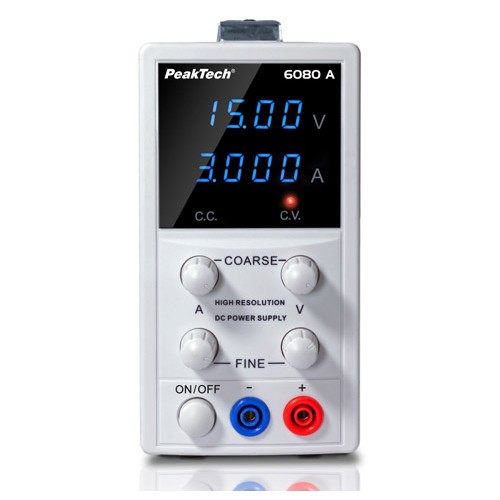 PeakTech® 6080 A
15.00 V
3.000 A
C.C. C.V.
COARSE
A HIGH RESOLUTION V
DC POWER SUPPLY
FINE
ON/OFF - +